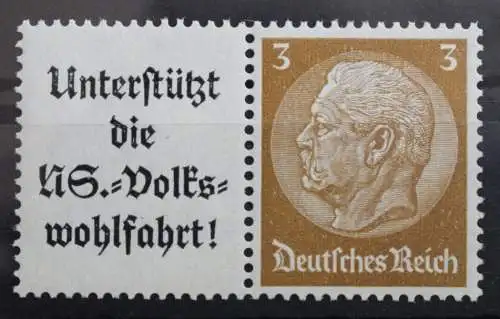 Unterſtützt
die
NS.=Volks=
wohlfahrt!
3 3
Deutſches Reich